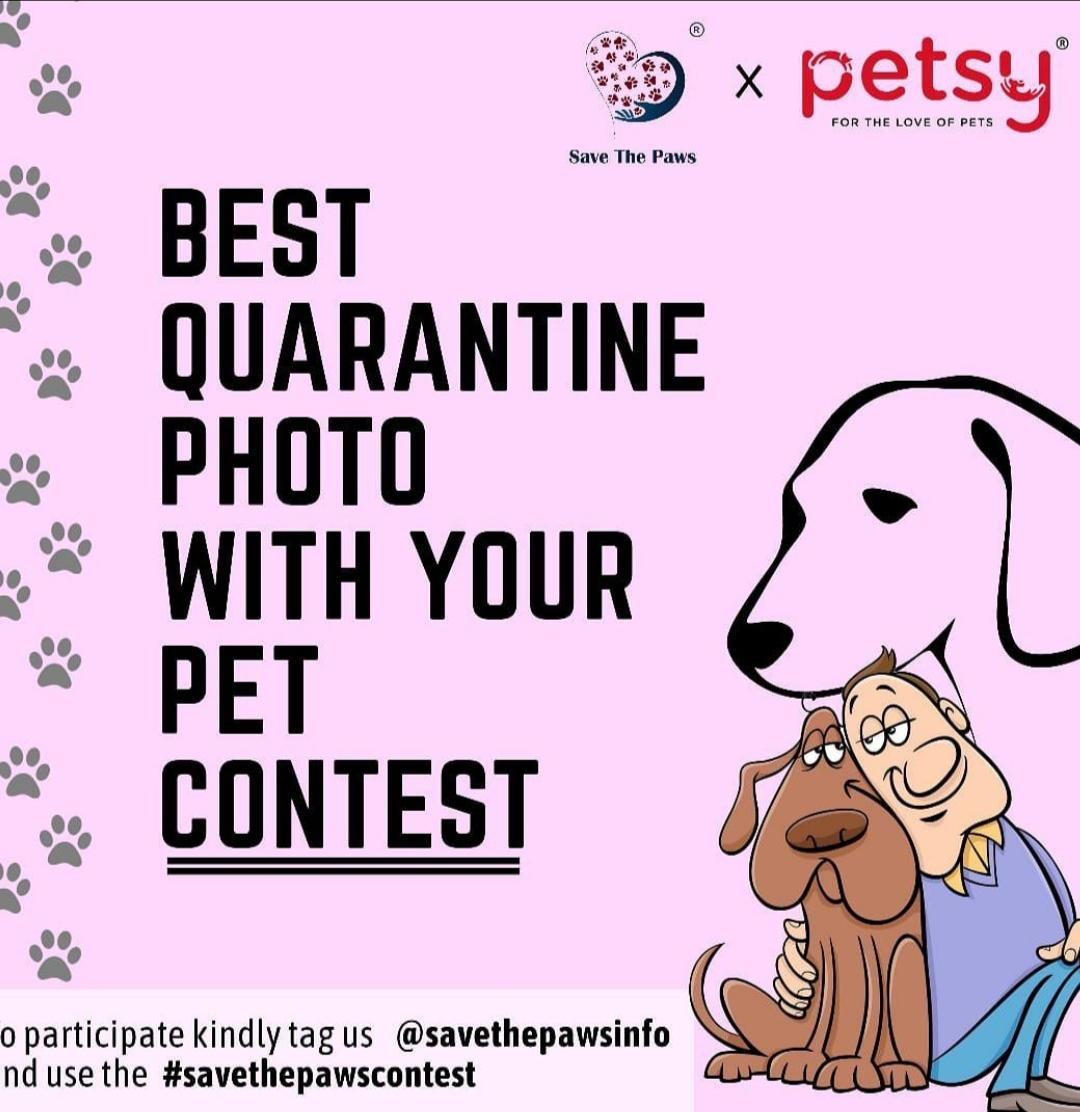 ®
Save The Paws
X
petsy®
FOR THE LOVE OF PETS
BEST
QUARANTINE
PHOTO
WITH YOUR
PET
CONTEST
o participate kindly tag us @savethepawsinfo
nd use the #savethepawscontest